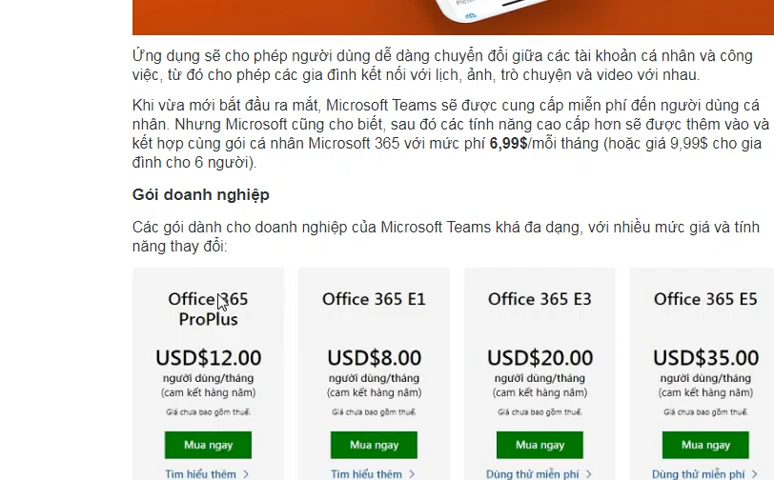 Ứng dụng sẽ cho phép người dùng dễ dàng chuyển đổi giữa các tài khoản cá nhân và công
việc, từ đó cho phép các gia đình kết nối với lịch, ảnh, trò chuyện và video với nhau.
Khi vừa mới bắt đầu ra mắt, Microsoft Teams sẽ được cung cấp miễn phí đến người dùng cá
nhân. Nhưng Microsoft cũng cho biết, sau đó các tính năng cao cấp hơn sẽ được thêm vào và
kết hợp cùng gói cá nhân Microsoft 365 với mức phí 6,99$/mỗi tháng (hoặc giá 9,99$ cho gia
đình cho 6 người).
Gói doanh nghiệp
Các gói dành cho doanh nghiệp của Microsoft Teams khá đa dạng, với nhiều mức giá và tính
năng thay đổi:
Office 365
ProPlus
USD$12.00
người dùng/tháng
(cam kết hàng năm)
Giá chưa bao gồm thuế.
Mua ngay
Tìm hiểu thêm
Office 365 E1
USD$8.00
người dùng/tháng
(cam kết hàng năm)
Giá chưa bao gồm thuế.
Mua ngay
Tìm hiểu thêm
Office 365 E3
USD$20.00
người dùng/tháng
(cam kết hàng năm)
Giá chưa bao gồm thuế.
Mua ngay
Dùng thử miễn phí
Office 365 E5
USD$35.00
người dùng/tháng
(cam kết hàng năm)
Giá chưa bao gồm thuế.
Mua ngay
Dùng thử miễn phí